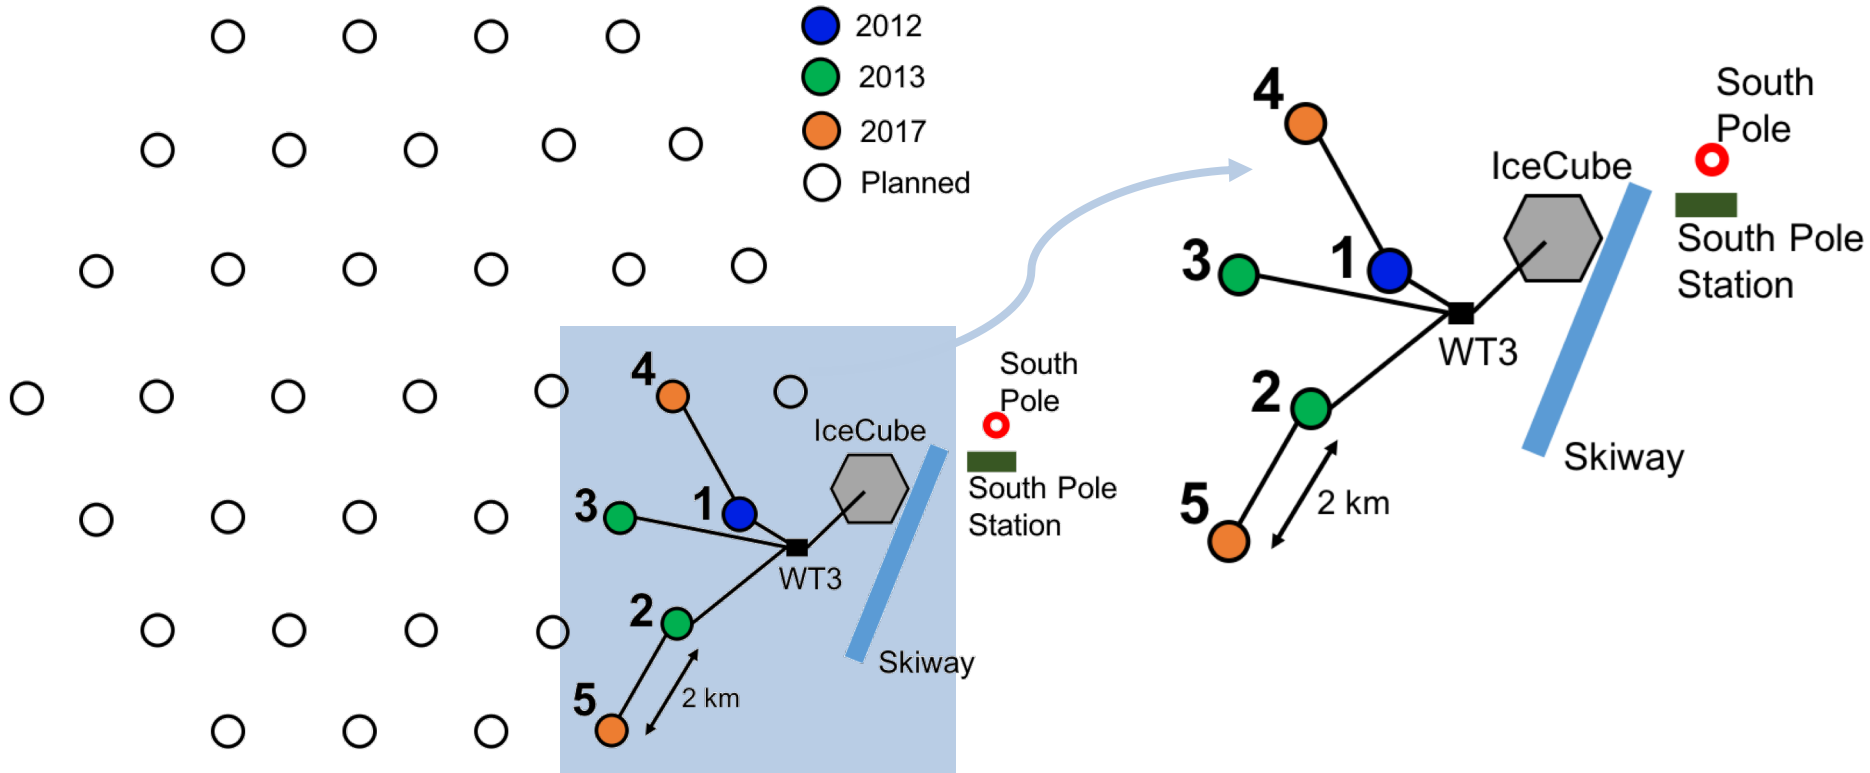 2012
2013
2017
Planned
4
3
1
2
5
IceCube
WT3
2 km
Skiway
South
Pole
South Pole
Station
4
3
1
2
5
IceCube
WT3
2 km
Skiway
South
Pole
South Pole
Station